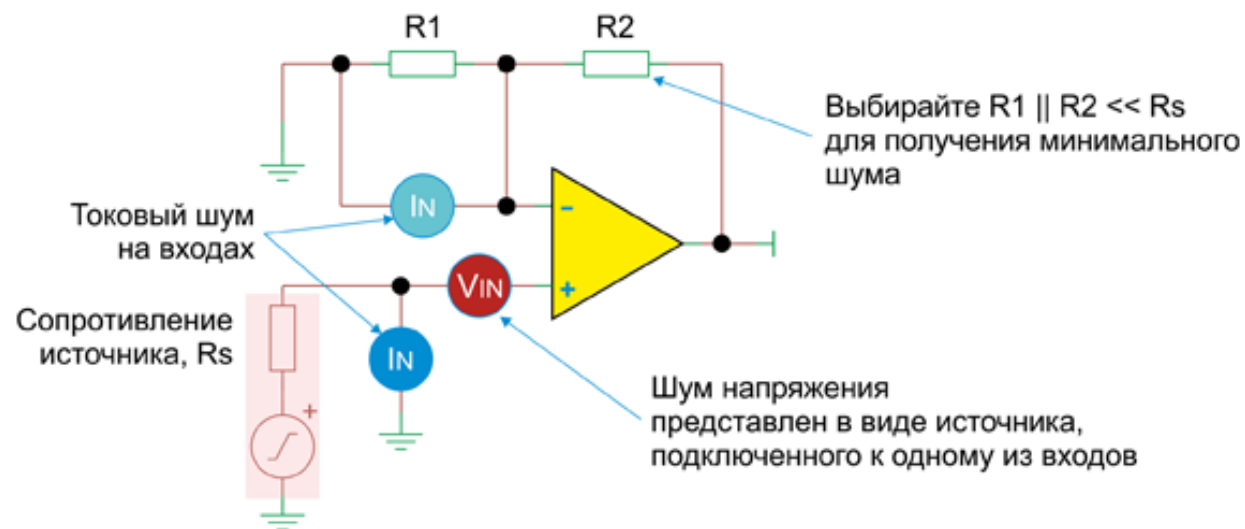 R1
R2
Выбирайте R1 || R2 << Rs
для получения минимального
шума
Токовый шум
на входах
IN
-
VIN
+
Сопротивление
источника, Rs
IN
+
Шум напряжения
представлен в виде источника,
подключенного к одному из входов